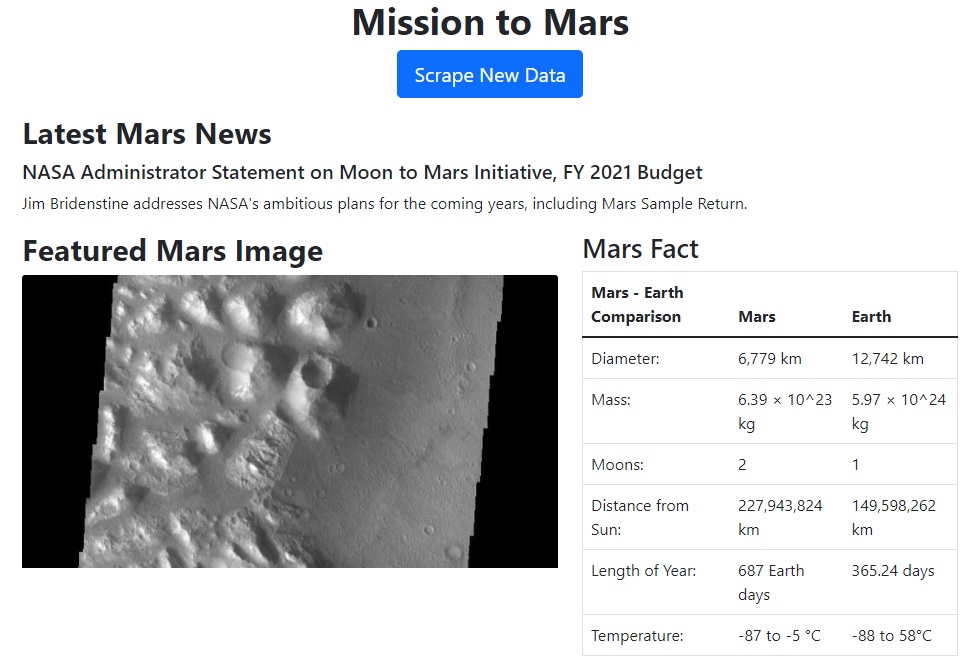 Mission to Mars
Scrape New Data
Latest Mars News
NASA Administrator Statement on Moon to Mars Initiative, FY 2021 Budget
Jim Bridenstine addresses NASA's ambitious plans for the coming years, including Mars Sample Return.
Featured Mars Image
Mars Fact
Mars - Earth
Comparison Mars Earth
Diameter: 6,779 km 12,742 km
Mass: 6.39 × 10^23 5.97 × 10^24
kg kg
Moons: 2 1
Distance from 227,943,824 149,598,262
Sun: km km
Length of Year: 687 Earth 365.24 days
days
Temperature: -87 to -5 °C -88 to 58°C